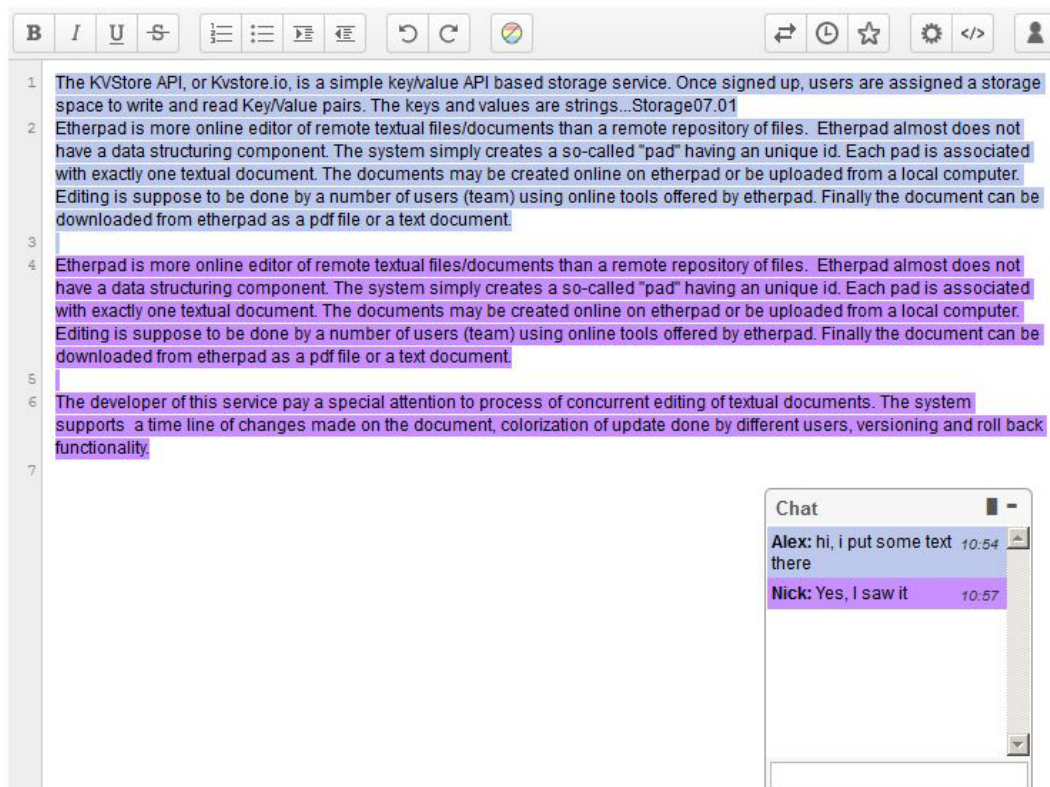 B I U S </>
1 The KVStore API, or Kvstore.io, is a simple key/value API based storage service. Once signed up, users are assigned a storage
space to write and read Key/Value pairs. The keys and values are strings...Storage07.01
2 Etherpad is more online editor of remote textual files/documents than a remote repository of files.  Etherpad almost does not
have a data structuring component. The system simply creates a so-called "pad" having an unique id. Each pad is associated
with exactly one textual document. The documents may be created online on etherpad or be uploaded from a local computer.
Editing is suppose to be done by a number of users (team) using online tools offered by etherpad. Finally the document can be
downloaded from etherpad as a pdf file or a text document.
3
4 Etherpad is more online editor of remote textual files/documents than a remote repository of files.  Etherpad almost does not
have a data structuring component. The system simply creates a so-called "pad" having an unique id. Each pad is associated
with exactly one textual document. The documents may be created online on etherpad or be uploaded from a local computer.
Editing is suppose to be done by a number of users (team) using online tools offered by etherpad. Finally the document can be
downloaded from etherpad as a pdf file or a text document.
5
6 The developer of this service pay a special attention to process of concurrent editing of textual documents. The system
supports  a time line of changes made on the document, colorization of update done by different users, versioning and roll back
functionality.
7
Chat
Alex: hi, i put some text 10:54
there
Nick: Yes, I saw it 10:57